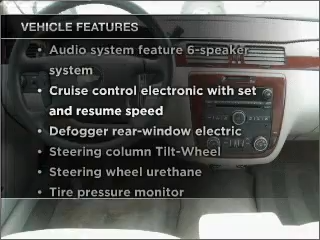 VEHICLE FEATURES
• Audio system feature 6-speaker
system
• Cruise control electronic with set
and resume speed
• Defogger rear-window electric
• Steering column Tilt-Wheel
• Steering wheel urethane
• Tire pressure monitor